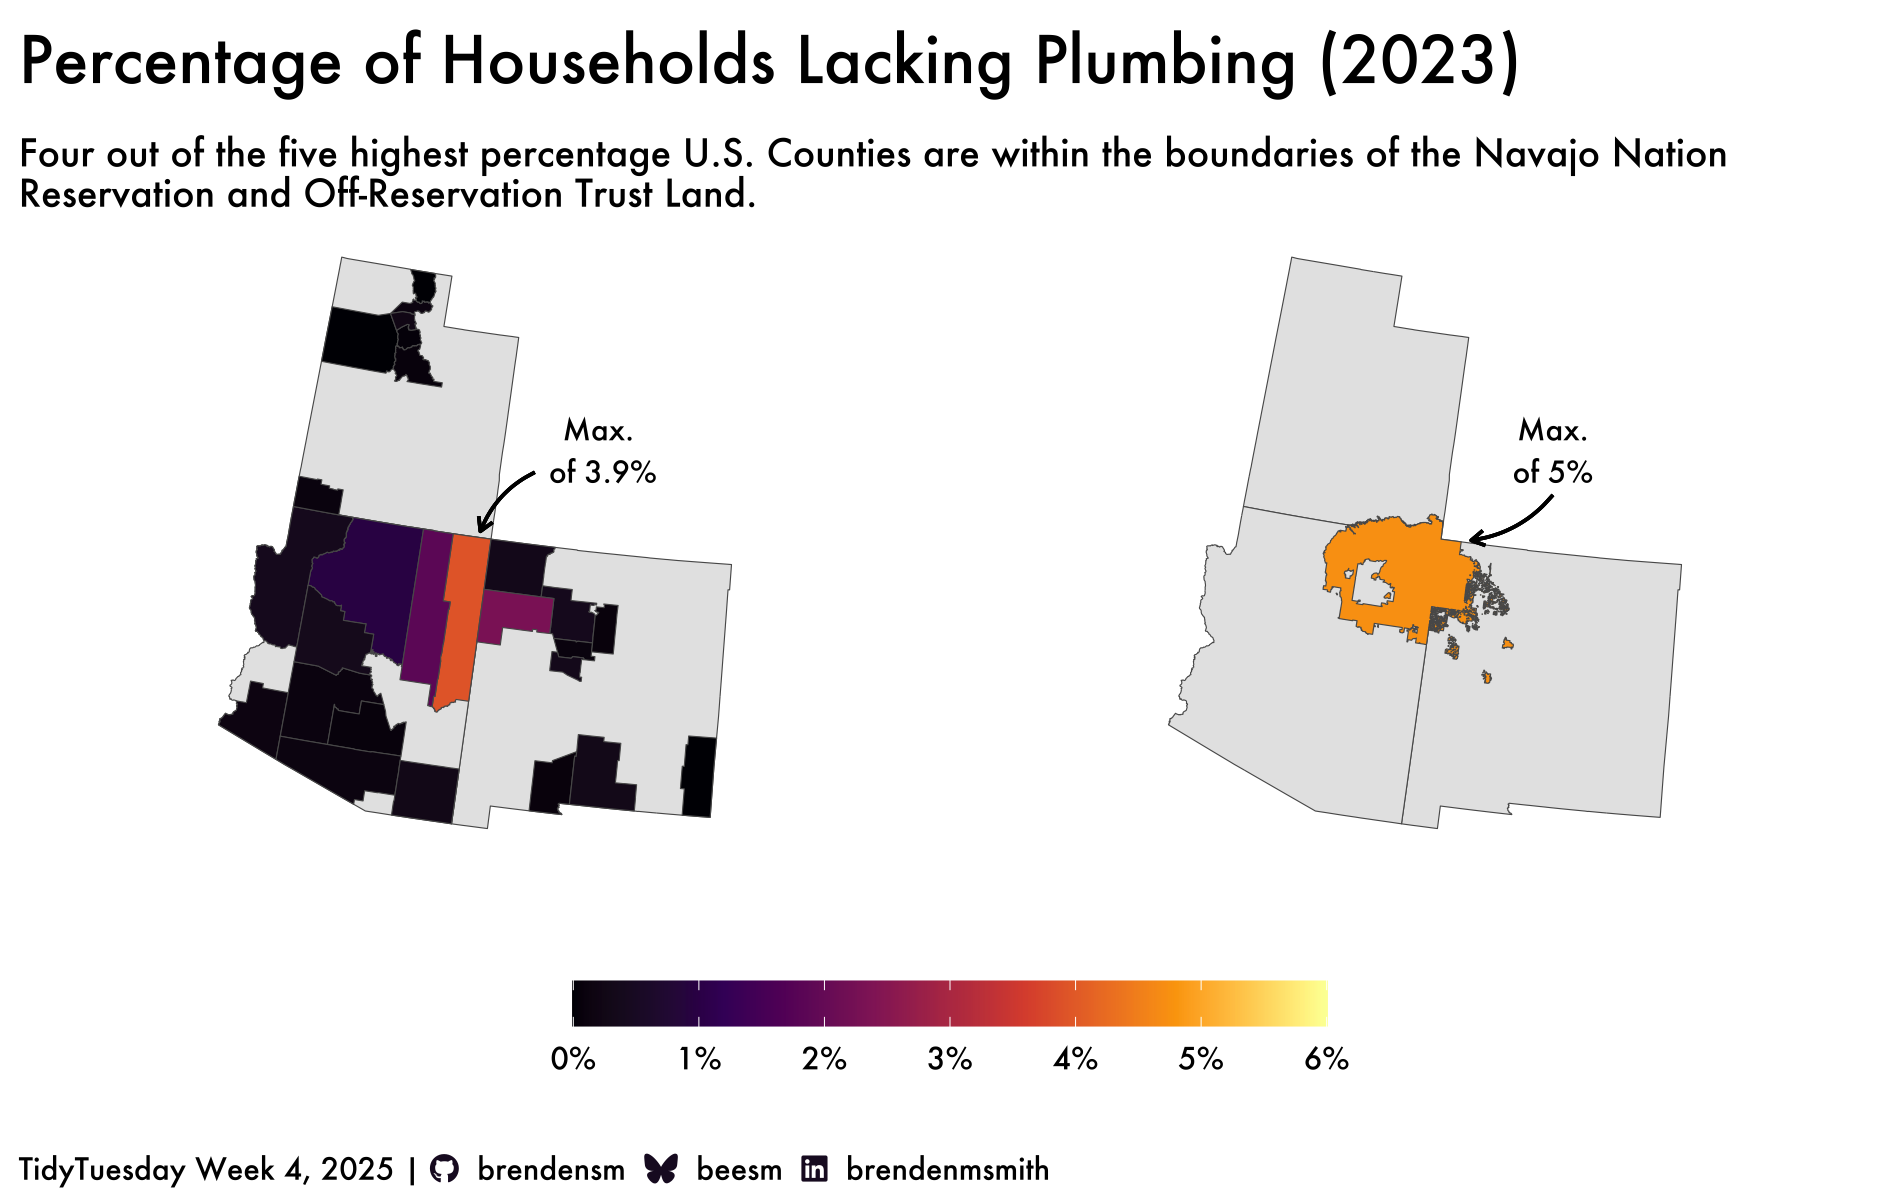 Percentage of Households Lacking Plumbing (2023)
Four out of the five highest percentage U.S. Counties are within the boundaries of the Navajo Nation
Reservation and Off-Reservation Trust Land.
Max.
of 3.9%
Max.
of 5%
0% 1% 2% 3% 4% 5% 6%
TidyTuesday Week 4, 2025 | brendensm beesm in brendenmsmith